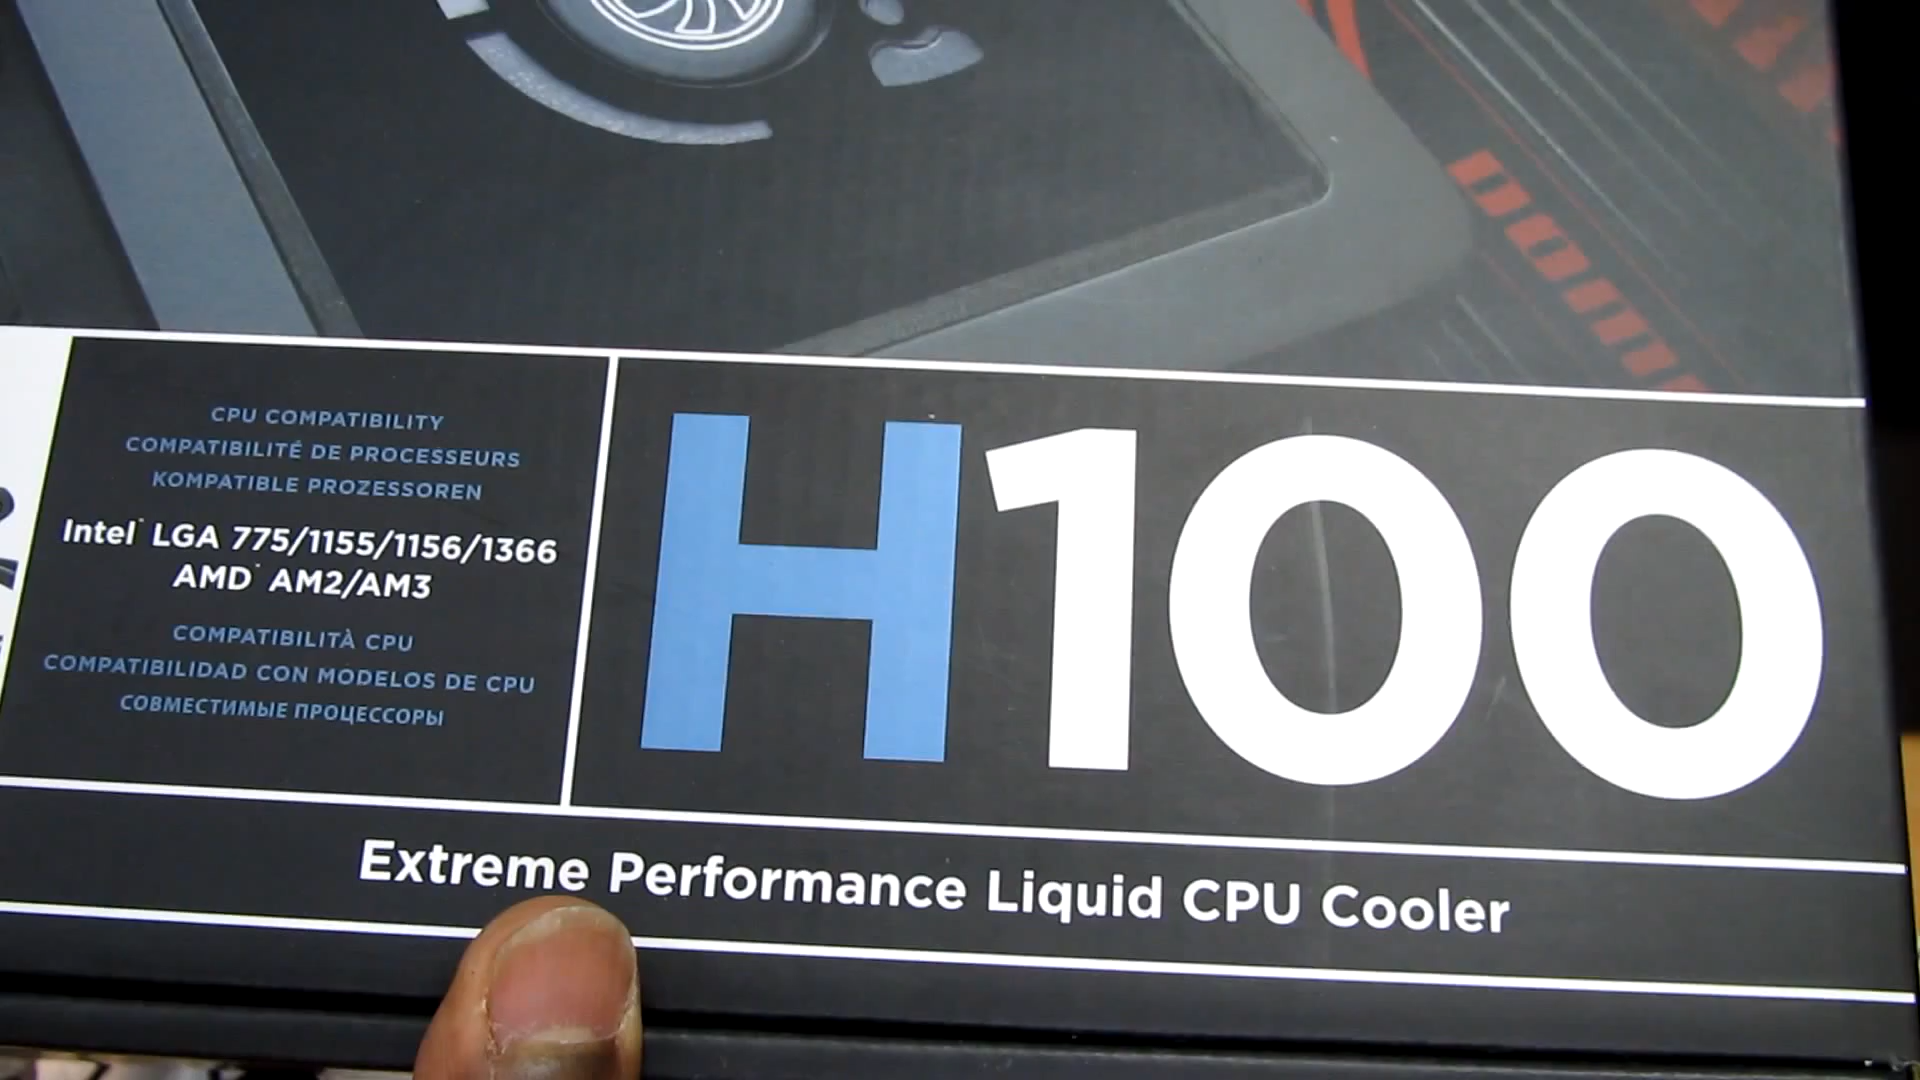 CPU COMPATIBILITY
COMPATIBILITÉ DE PROCESSEURS
KOMPATIBLE PROZESSOREN
Intel LGA 775/1155/1156/1366
AMD AM2/AM3
COMPATIBILITÀ CPU
COMPATIBILIDAD CON MODELOS DE CPU
СОВМЕСТИМЫЕ ПРОЦЕССОРЫ
H100
Extreme Performance Liquid CPU Cooler